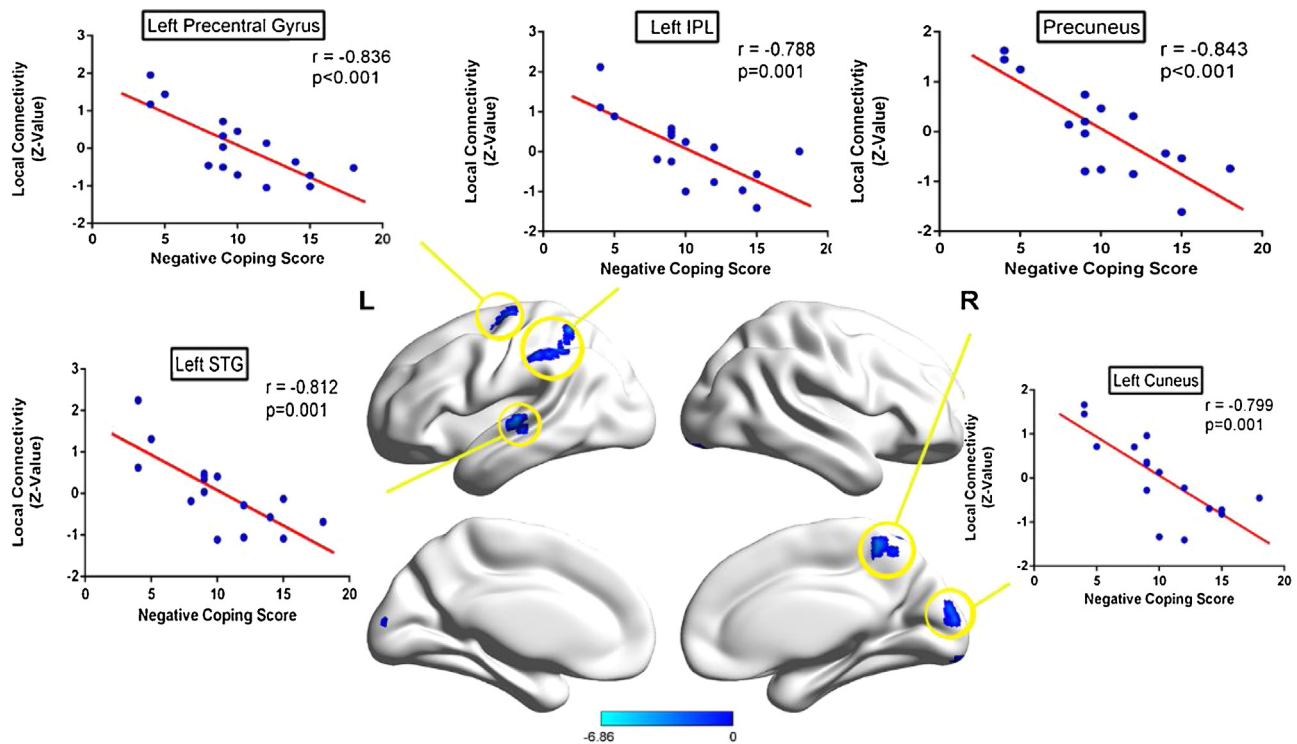 Left Precentral Gyrus
r = -0.836
p<0.001
Local Connectivtiy
(Z-Value)
3
2
1
0
-1
-2
0
5
10
15
20
Negative Coping Score
Left IPL
r = -0.788
p=0.001
Local Connectivtiy
(Z-Value)
3
2
1
0
-1
-2
0
5
10
15
20
Negative Coping Score
Precuneus
r = -0.843
p<0.001
Local Connectivtiy
(Z-Value)
2
1
0
-1
-2
0
5
10
15
20
Negative Coping Score
L
R
Left STG
r = -0.812
p=0.001
Local Connectivtiy
(Z-Value)
3
2
1
0
-1
-2
0
5
10
15
20
Negative Coping Score
Left Cuneus
r = -0.799
p=0.001
Local Connectivtiy
(Z-Value)
2
1
0
-1
-2
0
5
10
15
20
Negative Coping Score
-6.86
0